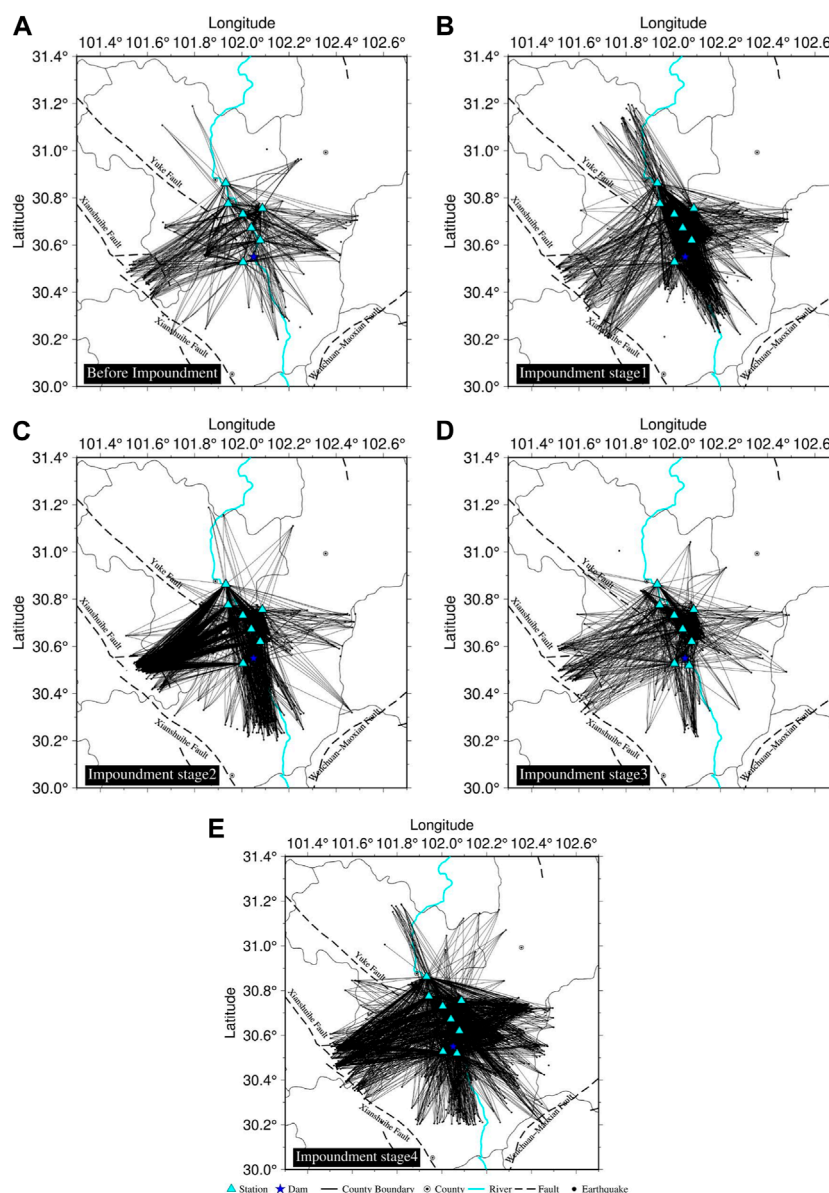 A
Longitude
101.4° 101.6° 101.8° 102.0° 102.2° 102.4° 102.6°
31.4°
31.2°
31.0°
30.8°
30.6°
30.4°
30.2°
30.0°
Latitude
Yuke Fault
Xianshuihe Fault
Xianshuihe Fault
Wenchuan-Maoxian Fault
Before Impoundment
B
Longitude
101.4° 101.6° 101.8° 102.0° 102.2° 102.4° 102.6°
31.4°
31.2°
31.0°
30.8°
30.6°
30.4°
30.2°
30.0°
Latitude
Yuke Fault
Xianshuihe Fault
Xianshuihe Fault
Wenchuan-Maoxian Fault
Impoundment stage1
C
Longitude
101.4° 101.6° 101.8° 102.0° 102.2° 102.4° 102.6°
31.4°
31.2°
31.0°
30.8°
30.6°
30.4°
30.2°
30.0°
Latitude
Yuke Fault
Xianshuihe Fault
Xianshuihe Fault
Wenchuan-Maoxian Fault
Impoundment stage2
D
Longitude
101.4° 101.6° 101.8° 102.0° 102.2° 102.4° 102.6°
31.4°
31.2°
31.0°
30.8°
30.6°
30.4°
30.2°
30.0°
Latitude
Yuke Fault
Xianshuihe Fault
Xianshuihe Fault
Wenchuan-Maoxian Fault
Impoundment stage3
E
Longitude
101.4° 101.6° 101.8° 102.0° 102.2° 102.4° 102.6°
31.4°
31.2°
31.0°
30.8°
30.6°
30.4°
30.2°
30.0°
Latitude
Yuke Fault
Xianshuihe Fault
Xianshuihe Fault
Wenchuan-Maoxian Fault
Impoundment stage4
Station Dam County Boundary County River Fault Earthquake